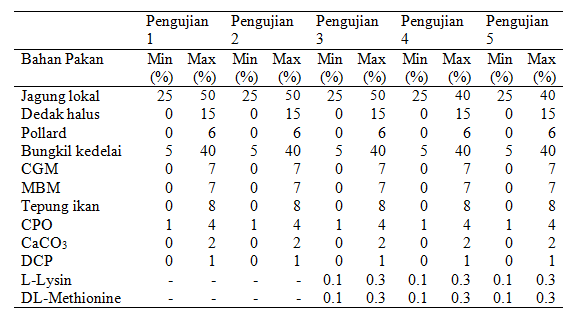 Pengujian 1 Pengujian 2 Pengujian 3 Pengujian 4 Pengujian 5
Bahan Pakan Min (%) Max (%) Min (%) Max (%) Min (%) Max (%) Min (%) Max (%) Min (%) Max (%)
Jagung lokal 25 50 25 50 25 50 25 40 25 40
Dedak halus 0 15 0 15 0 15 0 15 0 15
Pollard 0 6 0 6 0 6 0 6 0 6
Bungkil kedelai 5 40 5 40 5 40 5 40 5 40
CGM 0 7 0 7 0 7 0 7 0 7
MBM 0 7 0 7 0 7 0 7 0 7
Tepung ikan 0 8 0 8 0 8 0 8 0 8
CPO 1 4 1 4 1 4 1 4 1 4
CaCO₃ 0 2 0 2 0 2 0 2 0 2
DCP 0 1 0 1 0 1 0 1 0 1
L-Lysin - - - - 0.1 0.3 0.1 0.3 0.1 0.3
DL-Methionine - - - - 0.1 0.3 0.1 0.3 0.1 0.3